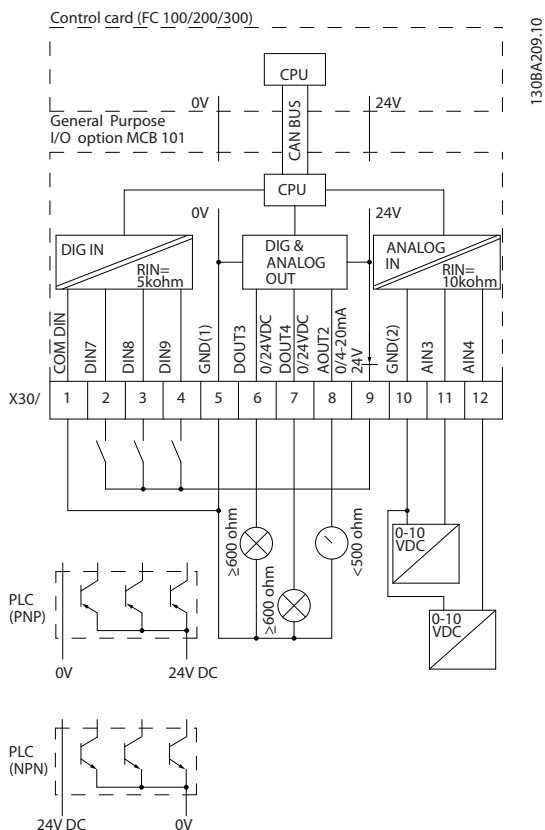 Control card (FC 100/200/300)
130BA209.10
CPU
0V
24V
CAN BUS
General Purpose
I/O option MCB 101
CPU
0V
24V
DIG IN
RIN=
5kohm
DIG &
ANALOG
OUT
ANALOG
IN
RIN=
10kohm
COM DIN
DIN7
DIN8
DIN9
GND(1)
DOUT3
0/24VDC
DOUT4
0/24VDC
AOUT2
0/4-20mA
24V
GND(2)
AIN3
AIN4
X30/
1
2
3
4
5
6
7
8
9
10
11
12
≥600 ohm
≥600 ohm
<500 ohm
0-10
VDC
0-10
VDC
PLC
(PNP)
0V
24V DC
PLC
(NPN)
24V DC
0V